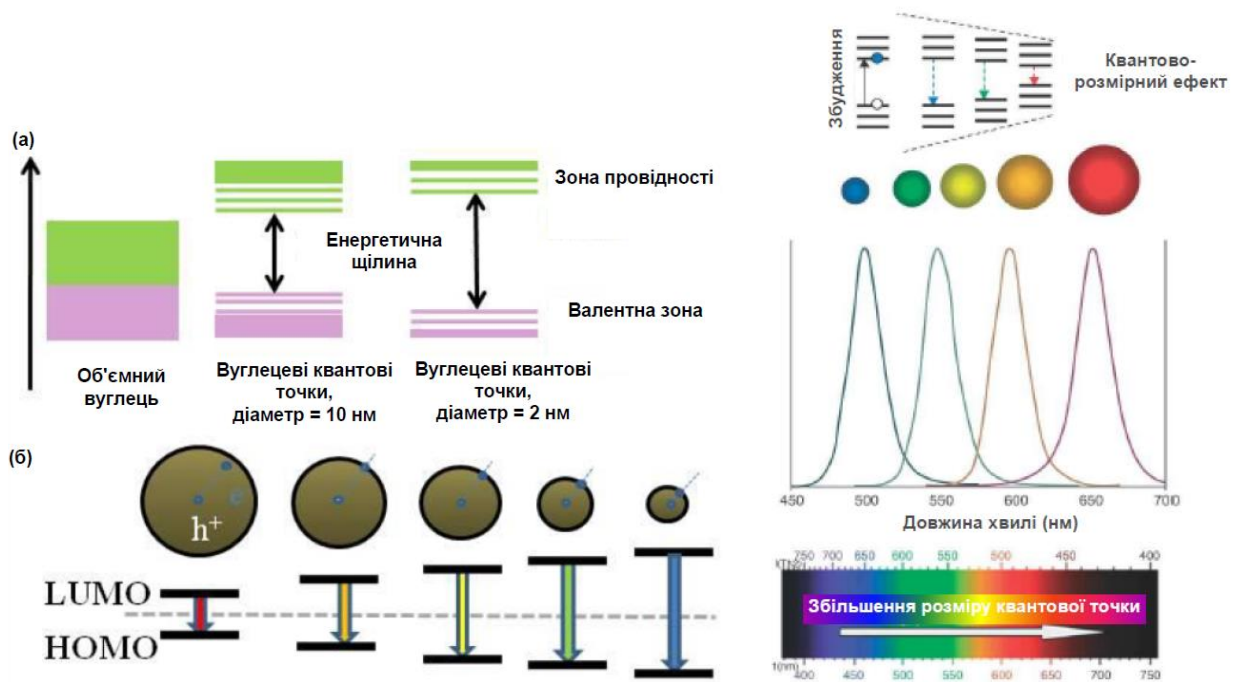 (а)
Об'ємний
вуглець
Вуглецеві квантові
точки,
діаметр = 10 нм
Енергетична
щілина
Вуглецеві квантові
точки,
діаметр = 2 нм
Зона провідності
Валентна зона
(б)
e
h+
LUMO
HOMO
Збудження
Квантово-
розмірний ефект
450 500 550 600 650 700
Довжина хвилі (нм)
750 700 650 600 550 500 450 400
Збільшення розміру квантової точки
400 450 500 550 600 650 700 750